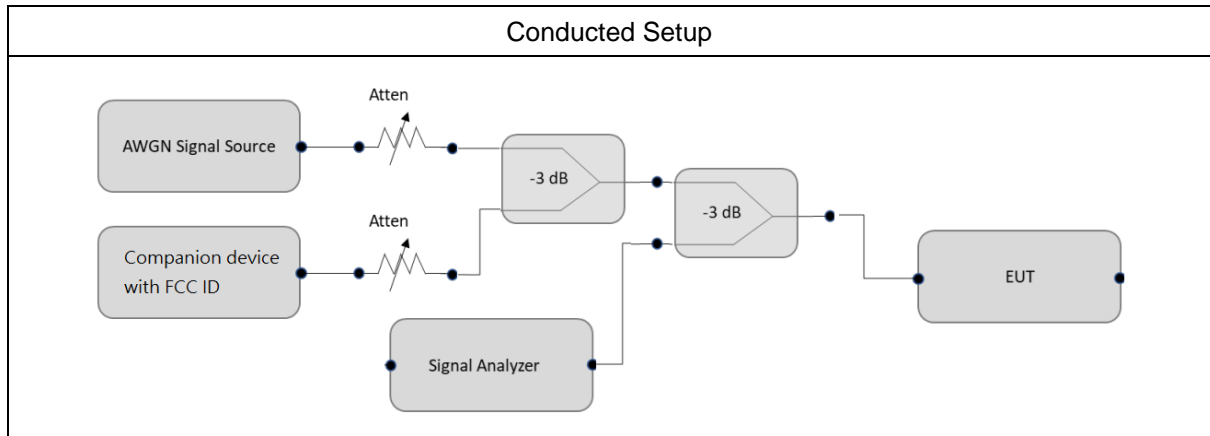 Conducted Setup
Atten
AWGN Signal Source
-3 dB
-3 dB
Atten
Companion device
with FCC ID
EUT
Signal Analyzer